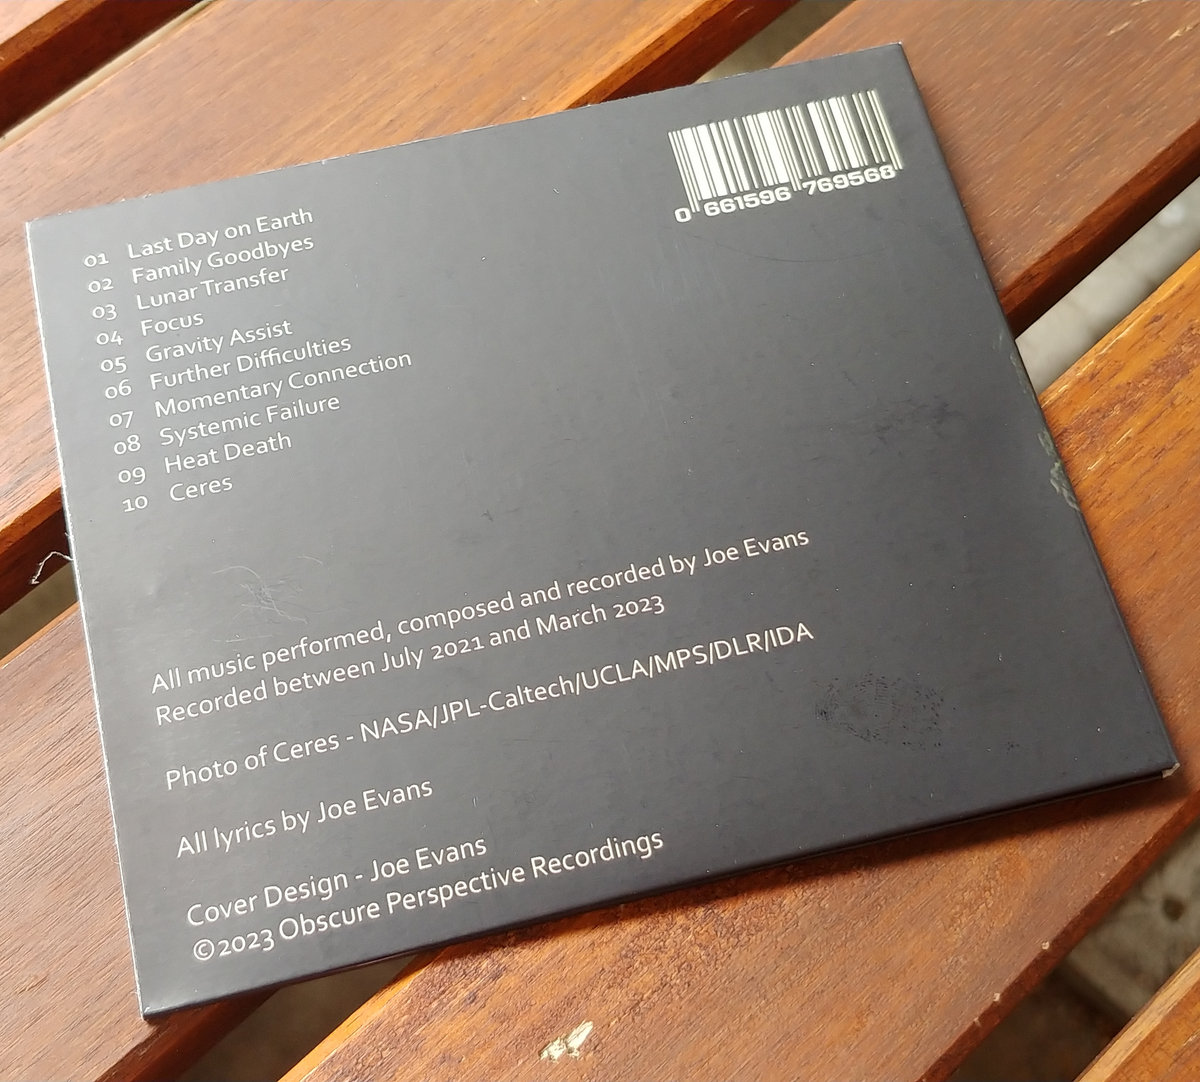 0 661596 769568
01 Last Day on Earth
02 Family Goodbyes
03 Lunar Transfer
04 Focus
05 Gravity Assist
06 Further Difficulties
07 Momentary Connection
08 Systemic Failure
09 Heat Death
10 Ceres
All music performed, composed and recorded by Joe Evans
Recorded between July 2021 and March 2023
Photo of Ceres - NASA/JPL-Caltech/UCLA/MPS/DLR/IDA
All lyrics by Joe Evans
Cover Design - Joe Evans
©2023 Obscure Perspective Recordings